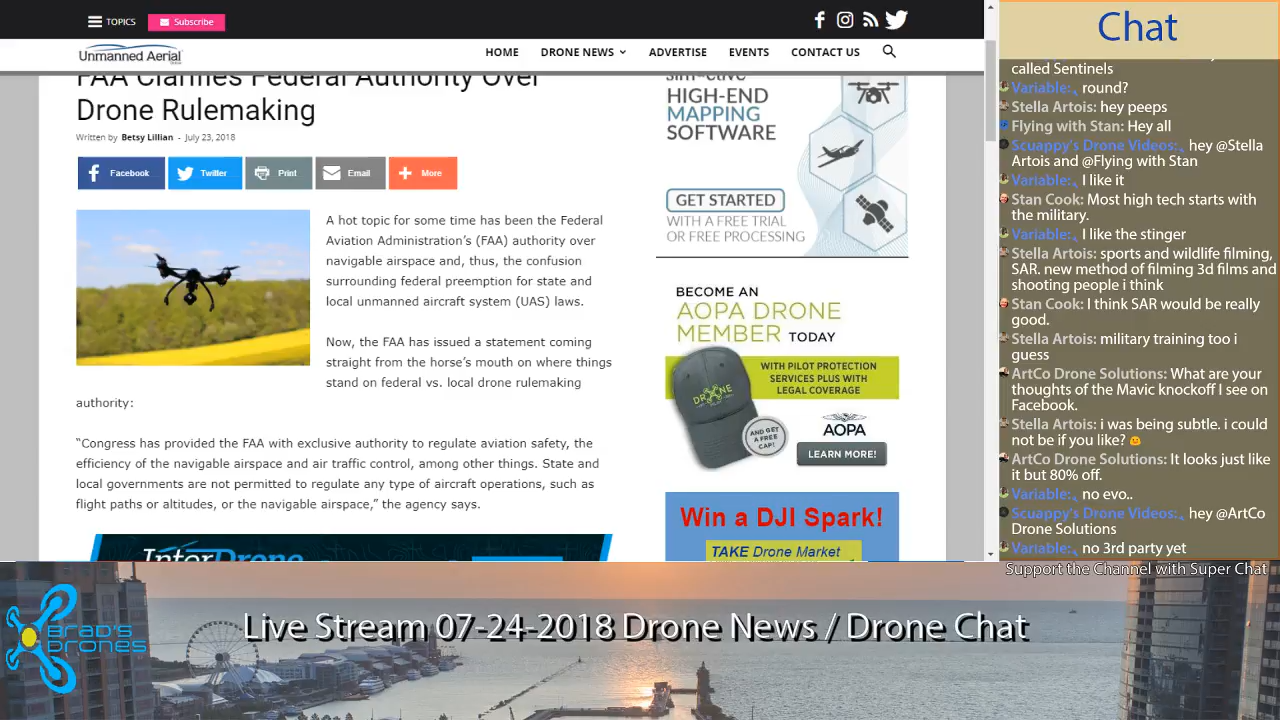 TOPICS
Subscribe
Unmanned Aerial
HOME
DRONE NEWS
ADVERTISE
EVENTS
CONTACT US
FAA Clarifies Federal Authority Over
Drone Rulemaking
Written by Betsy Lillian - July 23, 2018
Facebook
Twitter
Print
Email
More
A hot topic for some time has been the Federal
Aviation Administration's (FAA) authority over
navigable airspace and, thus, the confusion
surrounding federal preemption for state and
local unmanned aircraft system (UAS) laws.
Now, the FAA has issued a statement coming
straight from the horse's mouth on where things
stand on federal vs. local drone rulemaking
authority:
“Congress has provided the FAA with exclusive authority to regulate aviation safety, the
efficiency of the navigable airspace and air traffic control, among other things. State and
local governments are not permitted to regulate any type of aircraft operations, such as
flight paths or altitudes, or the navigable airspace,” the agency says.
InterDrone
HIGH-END
MAPPING
SOFTWARE
GET STARTED
WITH A FREE TRIAL
OR FREE PROCESSING
BECOME AN
AOPA DRONE
MEMBER TODAY
WITH PILOT PROTECTION
SERVICES PLUS WITH
LEGAL COVERAGE
DRONE
AND GET
A FREE
CAP!
AOPA
LEARN MORE!
Win a DJI Spark!
TAKE Drone Market
Chat
called Sentinels
Variable: round?
Stella Artois: hey peeps
Flying with Stan: Hey all
Scuappy's Drone Videos: hey @Stella
Artois and @Flying with Stan
Variable: I like it
Stan Cook: Most high tech starts with
the military.
Variable: I like the stinger
Stella Artois: sports and wildlife filming,
SAR. new method of filming 3d films and
shooting people i think
Stan Cook: I think SAR would be really
good.
Stella Artois: military training too i
guess
ArtCo Drone Solutions: What are your
thoughts of the Mavic knockoff I see on
Facebook.
Stella Artois: i was being subtle. i could
not be if you like?
ArtCo Drone Solutions: It looks just like
it but 80% off.
Variable: no evo..
Scuappy's Drone Videos: hey @ArtCo
Drone Solutions
Variable: no 3rd party yet
Support the Channel with Super Chat
BRAD'S
DRONES
Live Stream 07-24-2018 Drone News / Drone Chat